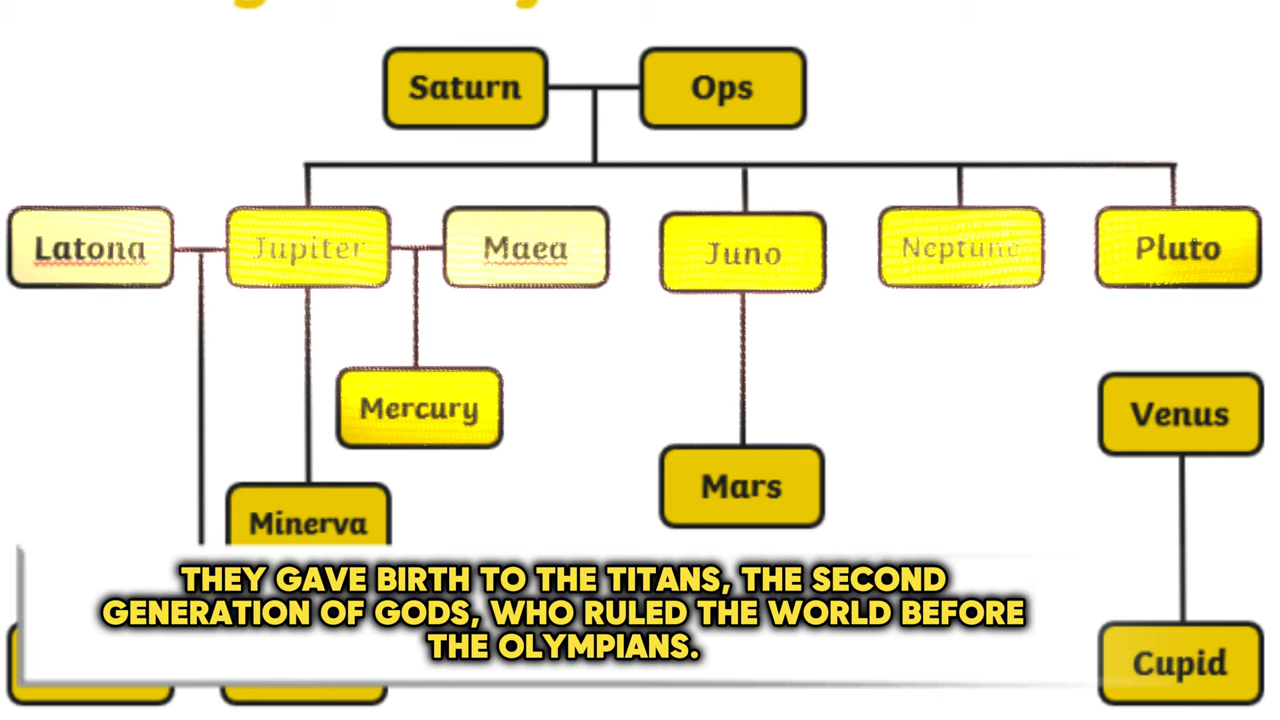 Saturn
Ops
Latona
Jupiter
Maea
Juno
Neptune
Pluto
Mercury
Venus
Mars
Minerva
THEY GAVE BIRTH TO THE TITANS, THE SECOND
GENERATION OF GODS, WHO RULED THE WORLD BEFORE
THE OLYMPIANS.
Cupid